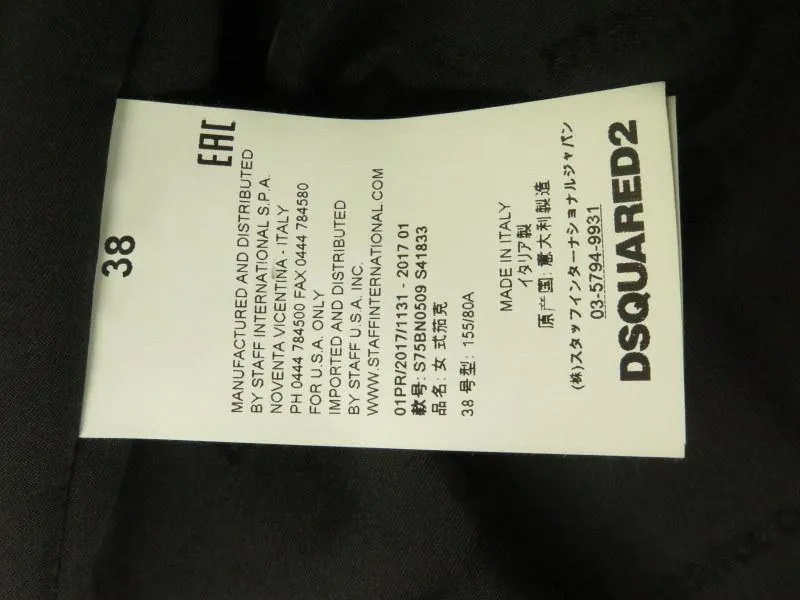 38
EAC
MANUFACTURED AND DISTRIBUTED
BY STAFF INTERNATIONAL S.P.A.
NOVENTA VICENTINA - ITALY
PH 0444 784500 FAX 0444 784580
FOR U.S.A. ONLY
IMPORTED AND DISTRIBUTED
BY STAFF U.S.A. INC.
WWW.STAFFINTERNATIONAL.COM
01PR/2017/1131 - 2017 01
軟号: S75BN0509 S41833
品名: 女 式茄克
38 号型: 155/80A
MADE IN ITALY
イタリア製
原产国: 意大利製造
(株)スタッフインターナショナルジャパン
03-5794-9931
DSQUARED2